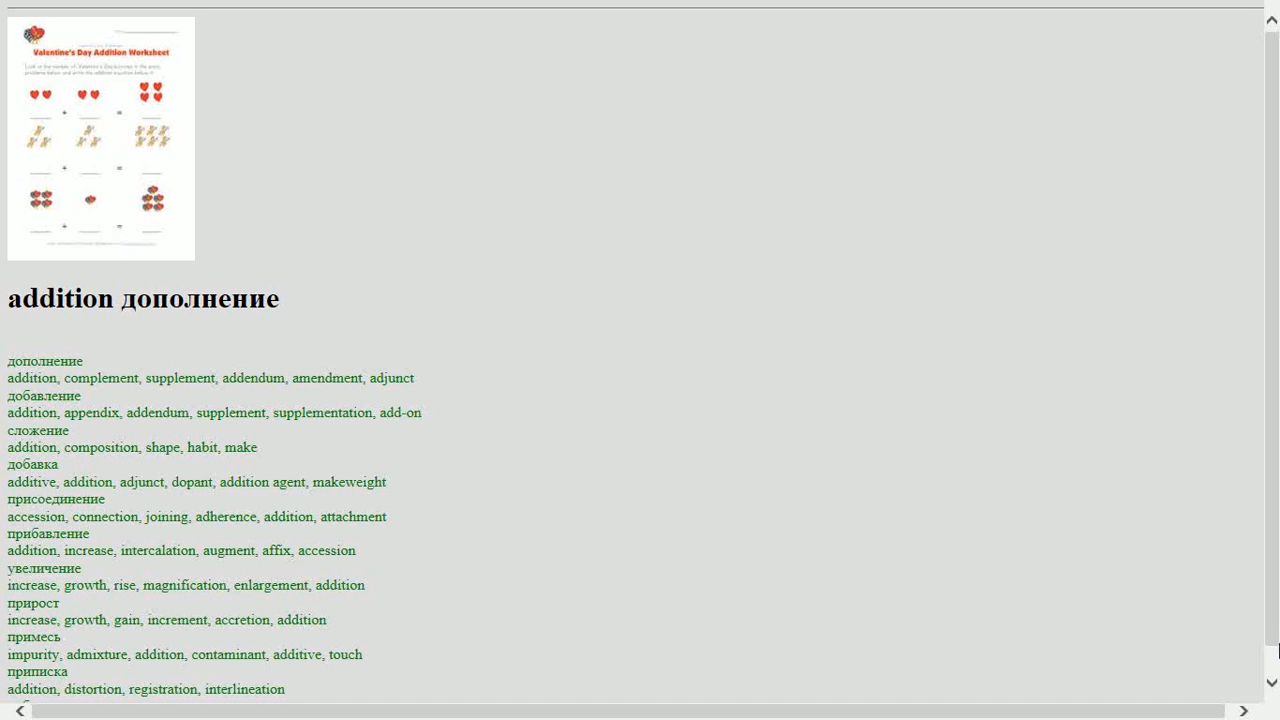 Valentine's Day Addition Worksheet
+ =
+ =
+ =
addition дополнение
дополнение
addition, complement, supplement, addendum, amendment, adjunct
добавление
addition, appendix, addendum, supplement, supplementation, add-on
сложение
addition, composition, shape, habit, make
добавка
additive, addition, adjunct, dopant, addition agent, makeweight
присоединение
accession, connection, joining, adherence, addition, attachment
прибавление
addition, increase, intercalation, augment, affix, accession
увеличение
increase, growth, rise, magnification, enlargement, addition
прирост
increase, growth, gain, increment, accretion, addition
примесь
impurity, admixture, addition, contaminant, additive, touch
приписка
addition, distortion, registration, interlineation